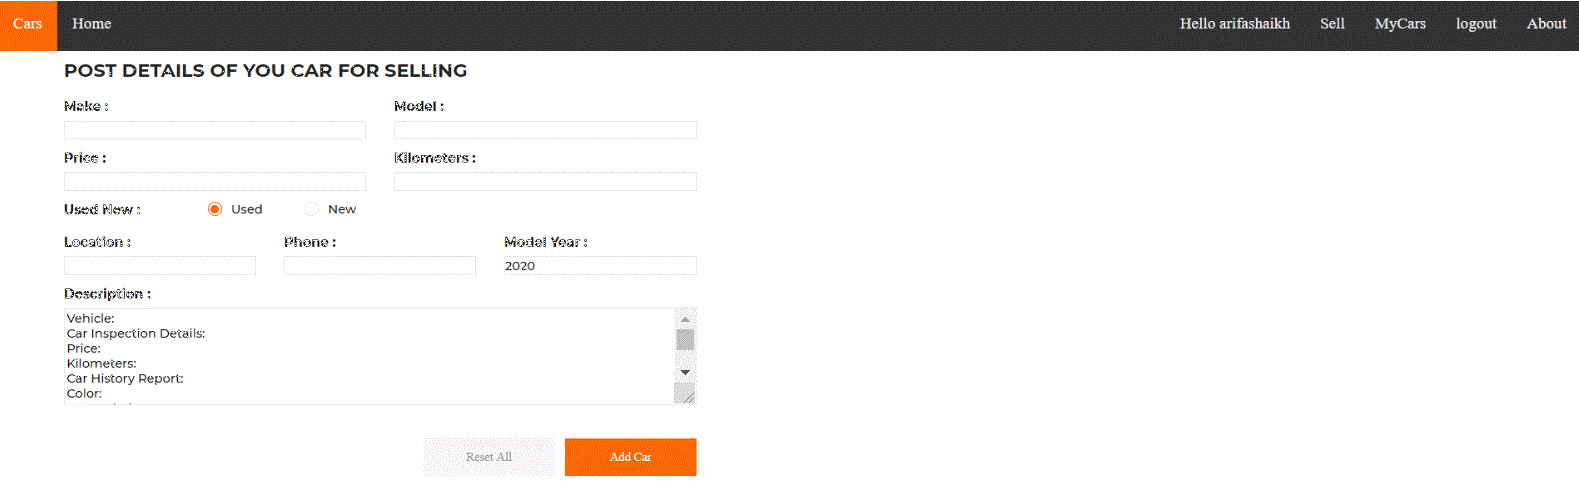 Cars Home Hello arifashaikh Sell MyCars logout About
POST DETAILS OF YOU CAR FOR SELLING
Make : Model :
Price : Kilometers :
Used New : Used New
Location : Phone : Model Year :
2020
Description :
Vehicle:
Car Inspection Details:
Price:
Kilometers:
Car History Report:
Color:
Reset All Add Car